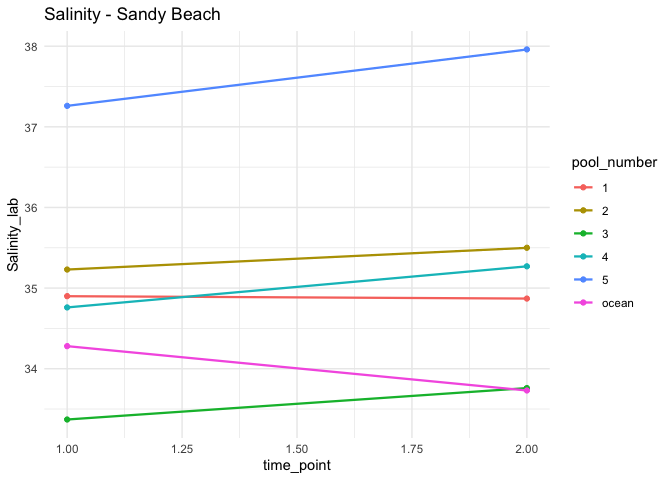 Salinity - Sandy Beach
38
37
36
35
34
Salinity_lab
1.00 1.25 1.50 1.75 2.00
time_point
pool_number
1
2
3
4
5
ocean